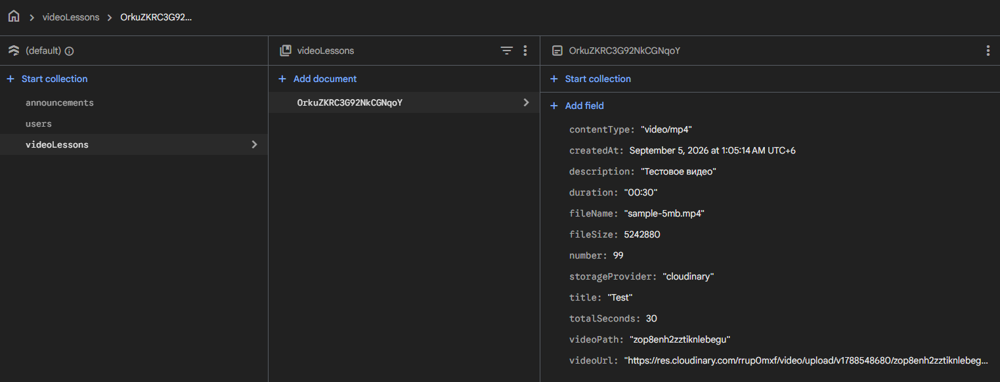 videoLessons > OrkuZKRC3G92...
(default)
Start collection
announcements
users
videoLessons
videoLessons
Add document
OrkuZKRC3G92NkCGNqoY
OrkuZKRC3G92NkCGNqoY
Start collection
Add field
contentType: "video/mp4"
createdAt: September 5, 2026 at 1:05:14 AM UTC+6
description: "Тестовое видео"
duration: "00:30"
fileName: "sample-5mb.mp4"
fileSize: 5242880
number: 99
storageProvider: "cloudinary"
title: "Test"
totalSeconds: 30
videoPath: "zop8enh2zztiknlebegu"
videoUrl: "https://res.cloudinary.com/rrup0mxf/video/upload/v1788548680/zop8enh2zztiknlebeg...